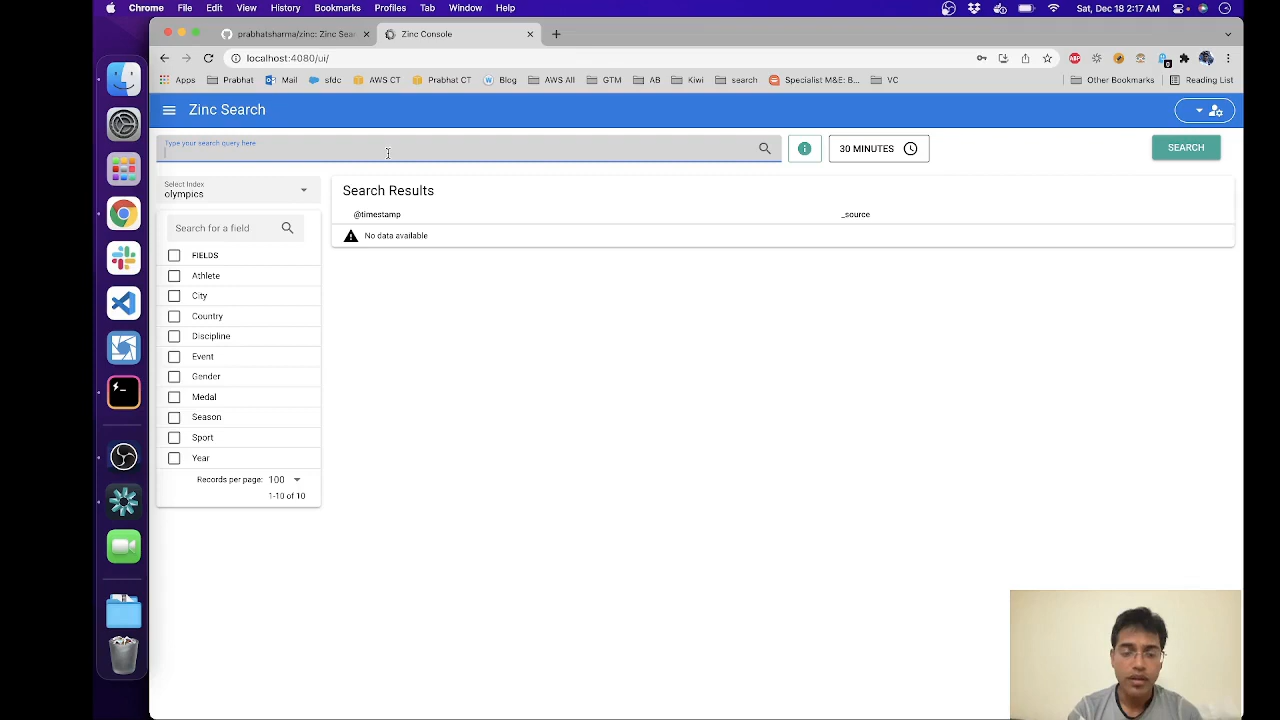 Chrome File Edit View History Bookmarks Profiles Tab Window Help Sat, Dec 18 2:17 AM
prabhatsharma/zinc: Zinc Sear Zinc Console
localhost:4080/ui/
Apps Prabhat Mail sfdc AWS CT Prabhat CT Blog AWS All GTM AB Kiwi search Specialist M&E: B... VC Other Bookmarks Reading List
Zinc Search
Type your search query here
30 MINUTES
SEARCH
Select Index
olympics
Search Results
@timestamp _source
No data available
Search for a field
FIELDS
Athlete
City
Country
Discipline
Event
Gender
Medal
Season
Sport
Year
Records per page: 100
1-10 of 10